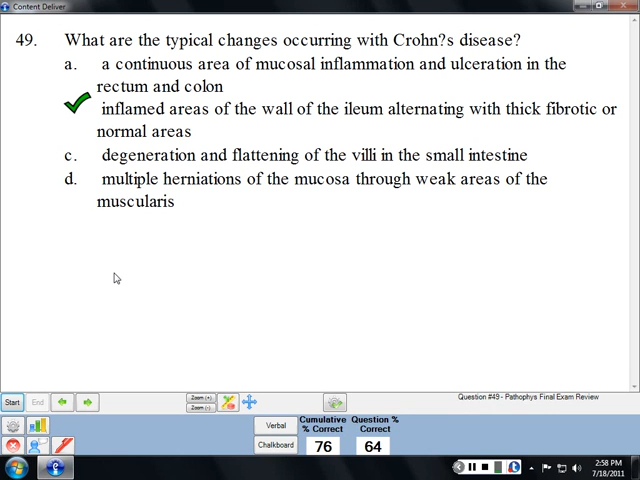 Content Deliver
49. What are the typical changes occurring with Crohn?s disease?
a. a continuous area of mucosal inflammation and ulceration in the
rectum and colon
inflamed areas of the wall of the ileum alternating with thick fibrotic or
normal areas
c. degeneration and flattening of the villi in the small intestine
d. multiple herniations of the mucosa through weak areas of the
muscularis
Start End Zoom (+) Question #49 - Pathophys Final Exam Review
Zoom (-)
Verbal Cumulative Question %
% Correct Correct
Chalkboard 76 64
2:58 PM
7/18/2011